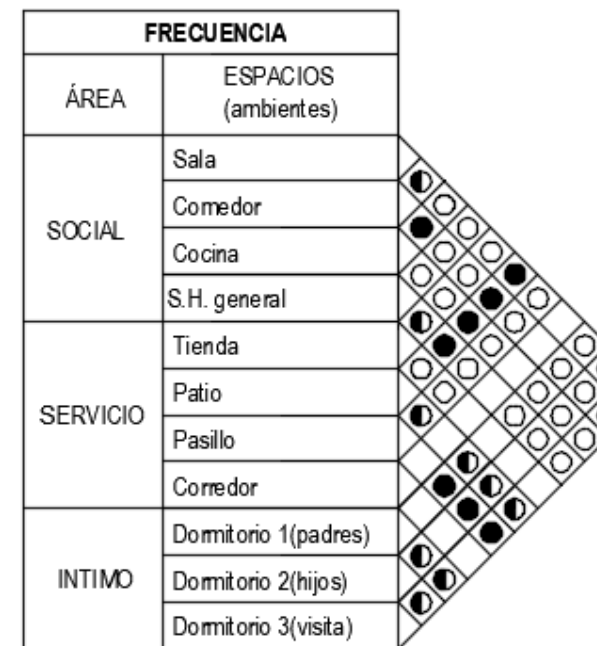 FRECUENCIA
ÁREA
ESPACIOS
(ambientes)
SOCIAL
Sala
Comedor
Cocina
S.H. general
SERVICIO
Tienda
Patio
Pasillo
Corredor
INTIMO
Dormitorio 1(padres)
Dormitorio 2(hijos)
Dormitorio 3(visita)